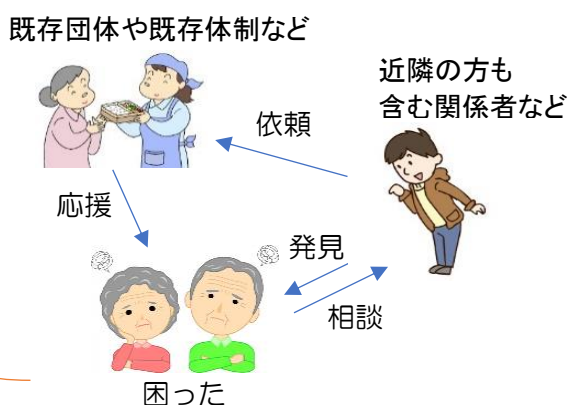 既存団体や既存体制など
近隣の方も
含む関係者など
依頼
応援
発見
相談
困った